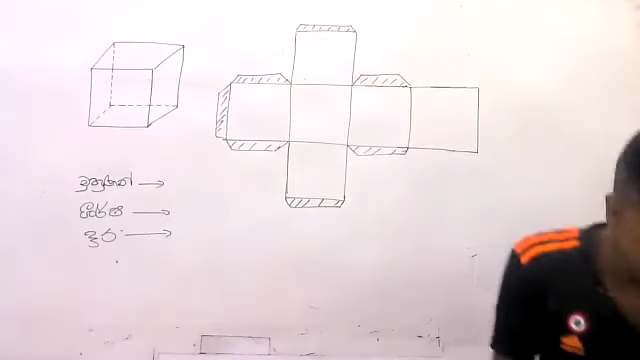 මුහුණත් →
ශීර්ෂ →
දාර →